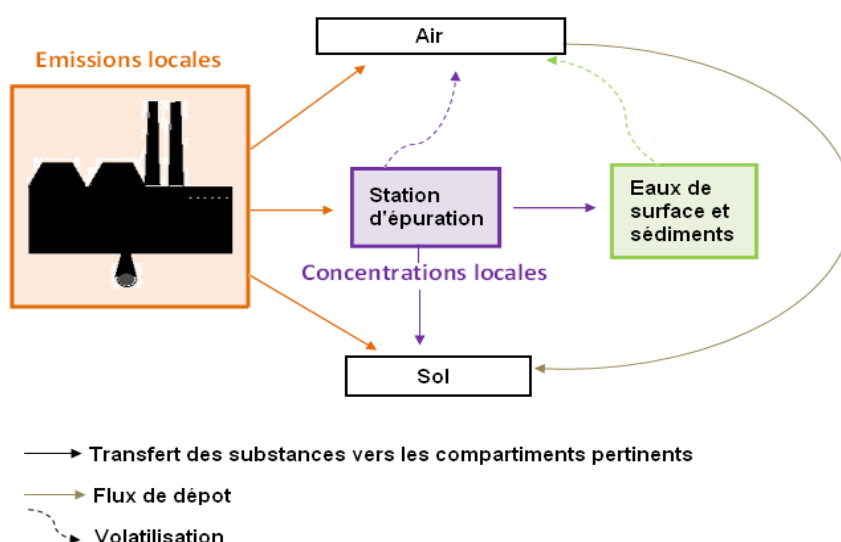 Air
Emissions locales
Station
d'épuration
Eaux de
surface et
sédiments
Concentrations locales
Sol
Transfert des substances vers les compartiments pertinents
Flux de dépot
Volatilisation